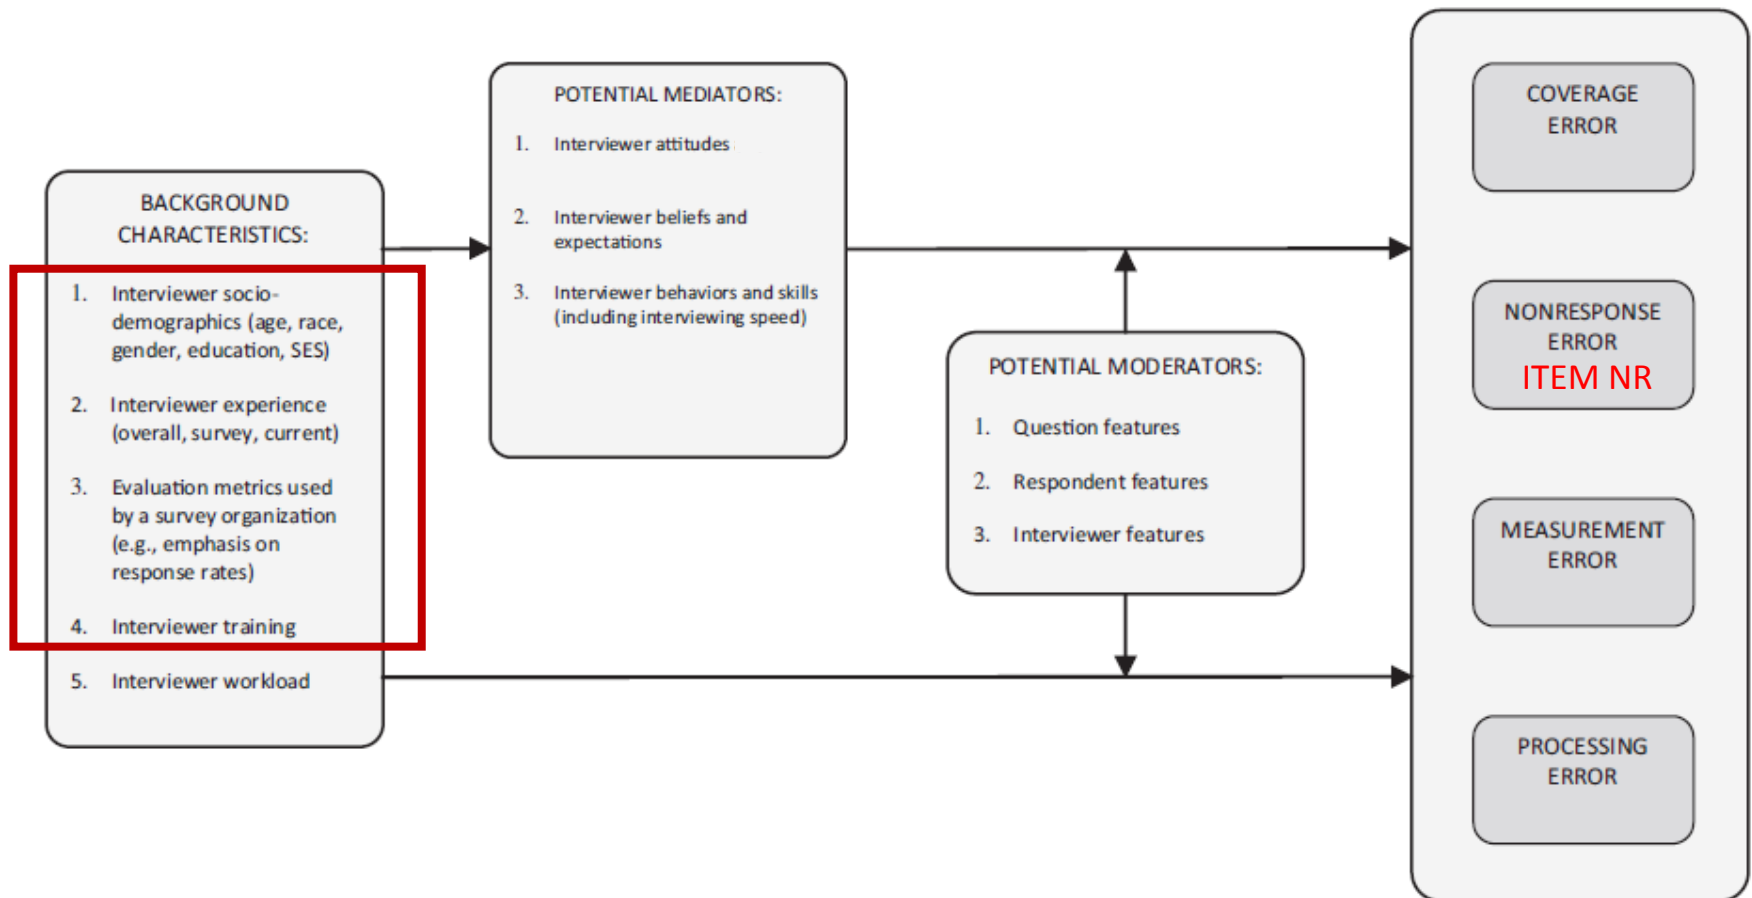 BACKGROUND
CHARACTERISTICS:
1. Interviewer socio-
demographics (age, race,
gender, education, SES)
2. Interviewer experience
(overall, survey, current)
3. Evaluation metrics used
by a survey organization
(e.g., emphasis on
response rates)
4. Interviewer training
5. Interviewer workload
POTENTIAL MEDIATORS:
1. Interviewer attitudes
2. Interviewer beliefs and
expectations
3. Interviewer behaviors and skills
(including interviewing speed)
POTENTIAL MODERATORS:
1. Question features
2. Respondent features
3. Interviewer features
COVERAGE
ERROR
NONRESPONSE
ERROR
ITEM NR
MEASUREMENT
ERROR
PROCESSING
ERROR